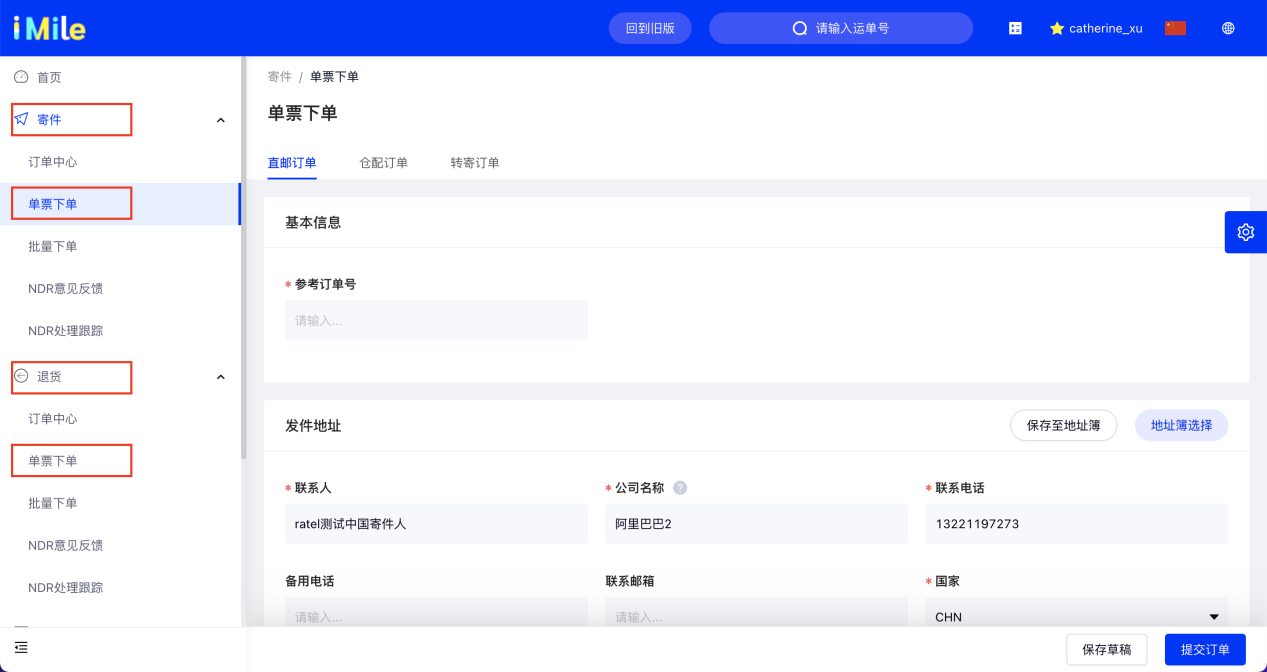 iMile
回到旧版
请输入运单号
catherine_xu
首页
寄件
订单中心
单票下单
批量下单
NDR意见反馈
NDR处理跟踪
退货
订单中心
单票下单
批量下单
NDR意见反馈
NDR处理跟踪
寄件 / 单票下单
单票下单
直邮订单 仓配订单 转寄订单
基本信息
* 参考订单号
请输入...
发件地址
保存至地址簿 地址簿选择
* 联系人 * 公司名称 ? * 联系电话
ratel测试中国寄件人 阿里巴巴2 13221197273
备用电话 联系邮箱 * 国家
请输入... 请输入... CHN
保存草稿 提交订单